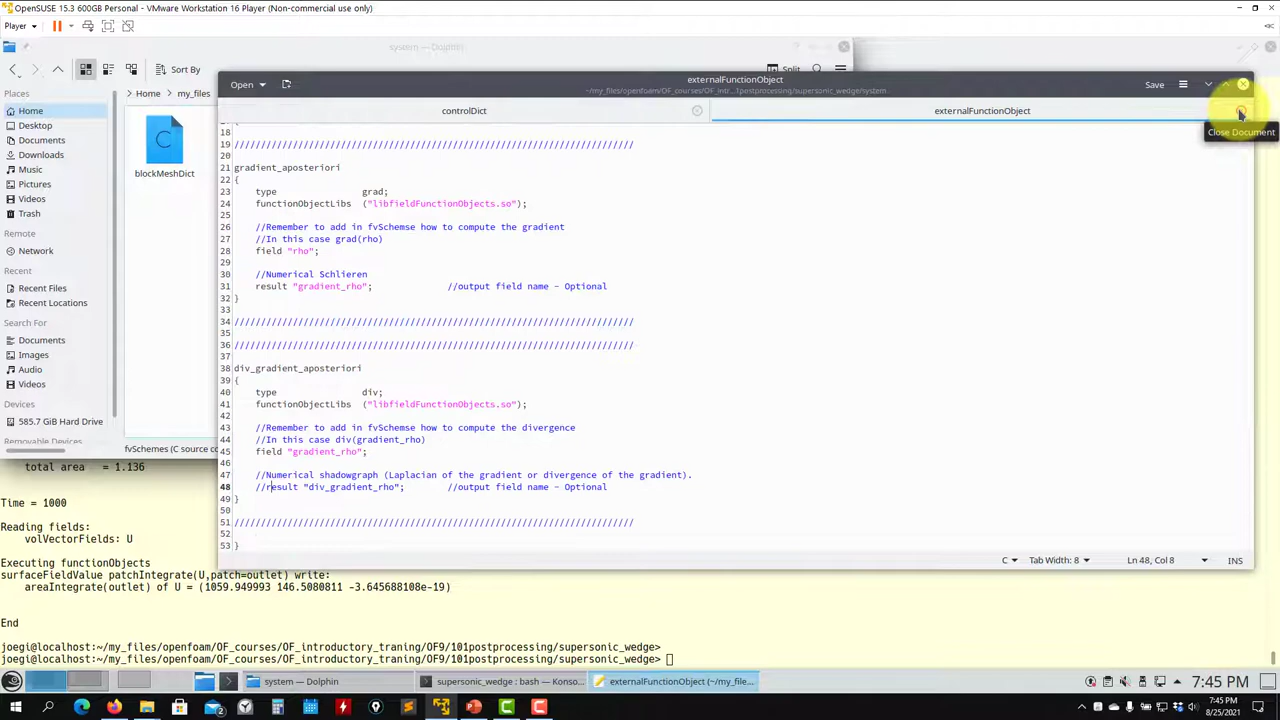 OpenSUSE 15.3 600GB Personal - VMware Workstation 16 Player (Non-commercial use only)
Player
system — Dolphin
Sort By
Split
Places
Home
my_files
Home
Desktop
Documents
Downloads
Music
Pictures
Videos
Trash
Remote
Network
Recent
Recent Files
Recent Locations
Search For
Documents
Images
Audio
Videos
Devices
585.7 GiB Hard Drive
Removable Devices
C
blockMeshDict
fvSchemes (C source co
Open
externalFunctionObject
~/my_files/openfoam/OF_courses/OF_intr...1postprocessing/supersonic_wedge/system
Save
controlDict
externalFunctionObject
Close Document
18
19 ///////////////////////////////////////////////////////////////////////////
20
21 gradient_aposteriori
22 {
23 type grad;
24 functionObjectLibs ("libfieldFunctionObjects.so");
25
26 //Remember to add in fvSchemse how to compute the gradient
27 //In this case grad(rho)
28 field "rho";
29
30 //Numerical Schlieren
31 result "gradient_rho"; //output field name - Optional
32 }
33
34 ///////////////////////////////////////////////////////////////////////////
35
36 ///////////////////////////////////////////////////////////////////////////
37
38 div_gradient_aposteriori
39 {
40 type div;
41 functionObjectLibs ("libfieldFunctionObjects.so");
42
43 //Remember to add in fvSchemse how to compute the divergence
44 //In this case div(gradient_rho)
45 field "gradient_rho";
46
47 //Numerical shadowgraph (Laplacian of the gradient or divergence of the gradient).
48 //result "div_gradient_rho"; //output field name - Optional
49 }
50
51 ///////////////////////////////////////////////////////////////////////////
52
53 }
C
Tab Width: 8
Ln 48, Col 8
INS
total area = 1.136
Time = 1000
Reading fields:
volVectorFields: U
Executing functionObjects
surfaceFieldValue patchIntegrate(U,patch=outlet) write:
areaIntegrate(outlet) of U = (1059.949993 146.5080811 -3.645688108e-19)
End
joegi@localhost:~/my_files/openfoam/OF_courses/OF_introductory_traning/OF9/101postprocessing/supersonic_wedge>
joegi@localhost:~/my_files/openfoam/OF_courses/OF_introductory_traning/OF9/101postprocessing/supersonic_wedge>
system — Dolphin
supersonic_wedge : bash — Konso...
externalFunctionObject (~/my_file...
7:45 PM
7:45 PM
8/25/2021